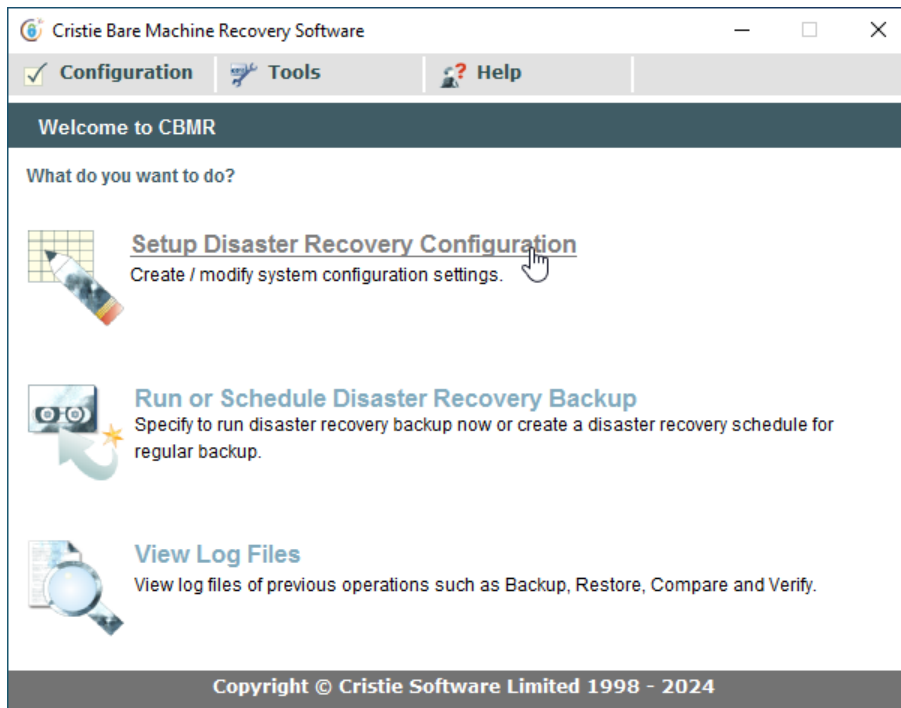 Cristie Bare Machine Recovery Software
Configuration Tools Help
Welcome to CBMR
What do you want to do?
Setup Disaster Recovery Configuration
Create / modify system configuration settings.
Run or Schedule Disaster Recovery Backup
Specify to run disaster recovery backup now or create a disaster recovery schedule for
regular backup.
View Log Files
View log files of previous operations such as Backup, Restore, Compare and Verify.
Copyright © Cristie Software Limited 1998 - 2024